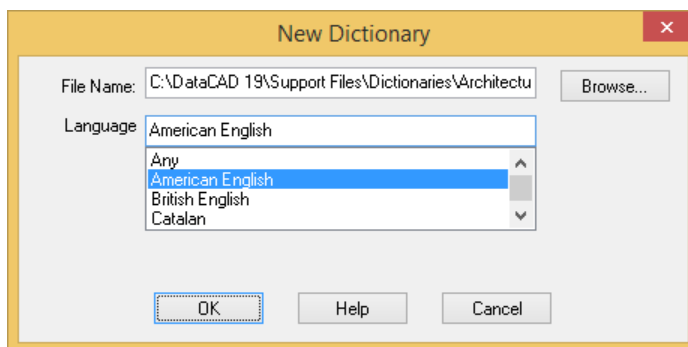 New Dictionary
File Name: C:\DataCAD 19\Support Files\Dictionaries\Architectu Browse...
Language American English
Any
American English
British English
Catalan
OK Help Cancel